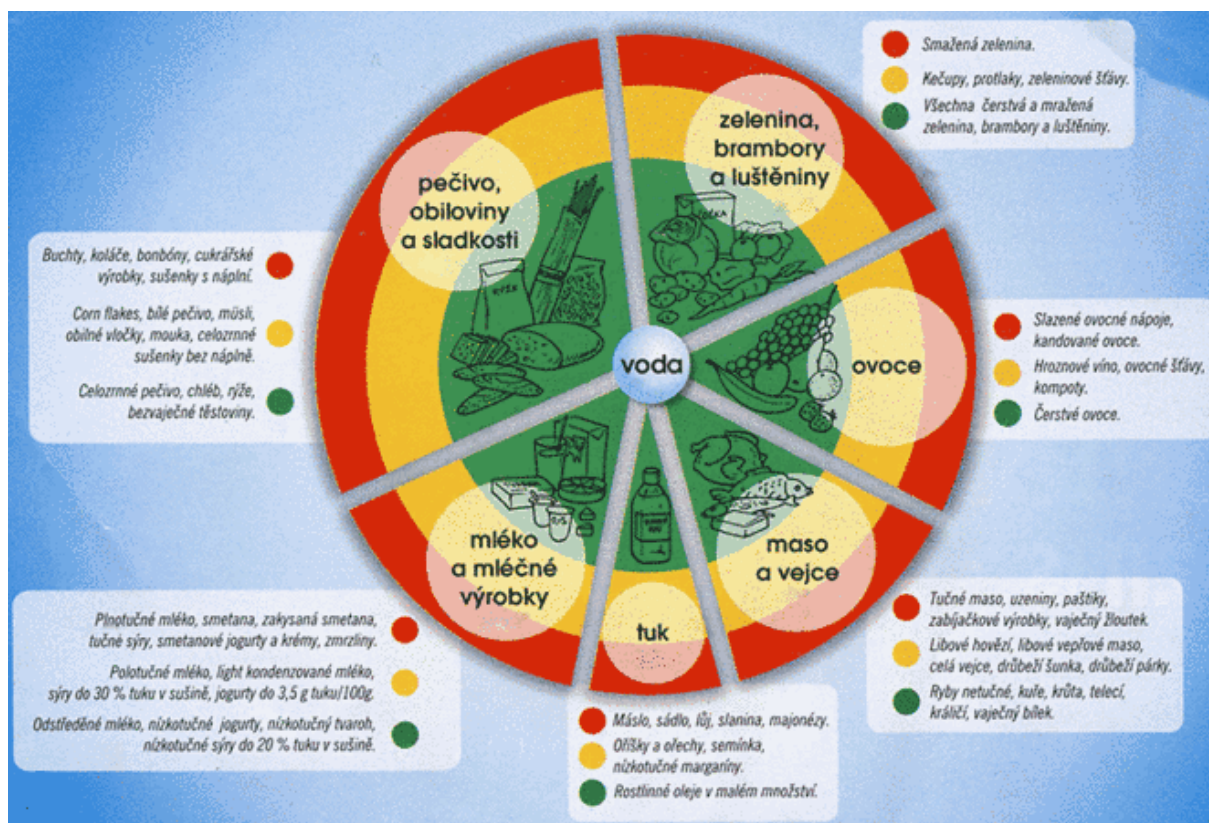 Smažená zelenina.
Kečupy, protlaky, zeleninové šťávy.
Všechna čerstvá a mražená
zelenina, brambory a luštěniny.
zelenina,
brambory
a luštěniny
pečivo,
obiloviny
a sladkosti
RÝŽE
Buchty, koláče, bonbóny, cukrářské
výrobky, sušenky s náplní.
Corn flakes, bílé pečivo, müsli,
obilné vločky, mouka, celozrnné
sušenky bez náplně.
Celozrnné pečivo, chléb, rýže,
bezvaječné těstoviny.
voda
ovoce
Slazené ovocné nápoje,
kandované ovoce.
Hroznové víno, ovocné šťávy,
kompoty.
Čerstvé ovoce.
mléko
a mléčné
výrobky
maso
a vejce
tuk
Plnotučné mléko, smetana, zakysaná smetana,
tučné sýry, smetanové jogurty a krémy, zmrzliny.
Polotučné mléko, light kondenzované mléko,
sýry do 30 % tuku v sušině, jogurty do 3,5 g tuku/100g.
Odstředěné mléko, nízkotučné jogurty, nízkotučný tvaroh,
nízkotučné sýry do 20 % tuku v sušině.
Tučné maso, uzeniny, paštiky,
zabíjačkové výrobky, vaječný žloutek.
Libové hovězí, libové vepřové maso,
celá vejce, drůbeží šunka, drůbeží párky.
Ryby netučné, kuře, krůta, telecí,
králičí, vaječný bílek.
Máslo, sádlo, lůj, slanina, majonézy.
Oříšky a ořechy, semínka,
nízkotučné margaríny.
Rostlinné oleje v malém množství.